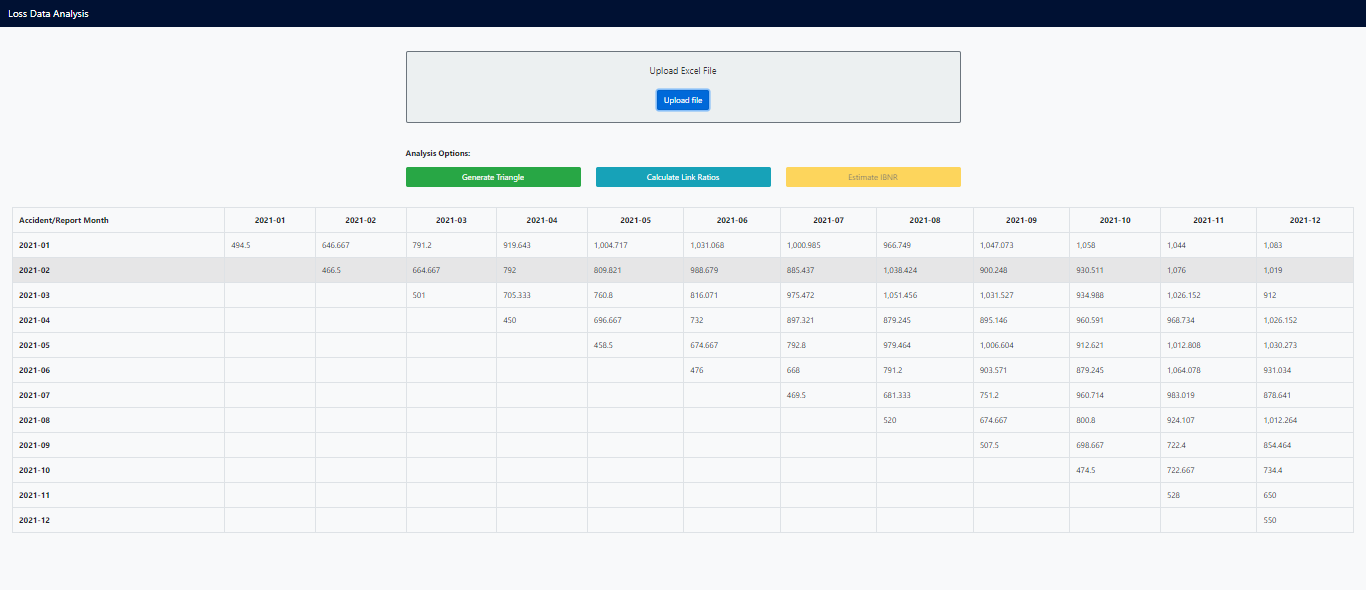 Loss Data Analysis
Upload Excel File
Upload file
Analysis Options:
Generate Triangle Calculate Link Ratios Estimate IBNR
Accident/Report Month 2021-01 2021-02 2021-03 2021-04 2021-05 2021-06 2021-07 2021-08 2021-09 2021-10 2021-11 2021-12
2021-01 494.5 646.667 791.2 919.643 1,004.717 1,031.068 1,000.985 966.749 1,047.073 1,058 1,044 1,083
2021-02 466.5 664.667 792 809.821 988.679 885.437 1,038.424 900.248 930.511 1,076 1,019
2021-03 501 705.333 760.8 816.071 975.472 1,051.456 1,031.527 934.988 1,026.152 912
2021-04 450 696.667 732 897.321 879.245 895.146 960.591 968.734 1,026.152
2021-05 458.5 674.667 792.8 979.464 1,006.604 912.621 1,012.808 1,030.273
2021-06 476 668 791.2 903.571 879.245 1,064.078 931.034
2021-07 469.5 681.333 751.2 960.714 983.019 878.641
2021-08 520 674.667 800.8 924.107 1,012.264
2021-09 507.5 698.667 722.4 854.464
2021-10 474.5 722.667 734.4
2021-11 528 650
2021-12 550